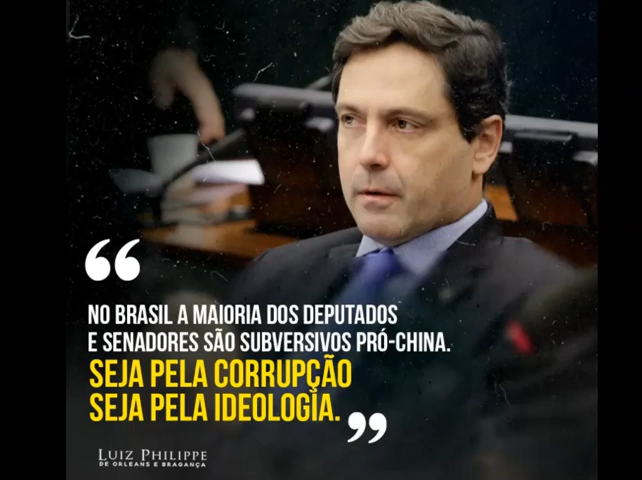 “
NO BRASIL A MAIORIA DOS DEPUTADOS
E SENADORES SÃO SUBVERSIVOS PRÓ-CHINA.
SEJA PELA CORRUPÇÃO
SEJA PELA IDEOLOGIA.
”
LUIZ PHILIPPE
DE ORLEANS E BRAGANÇA